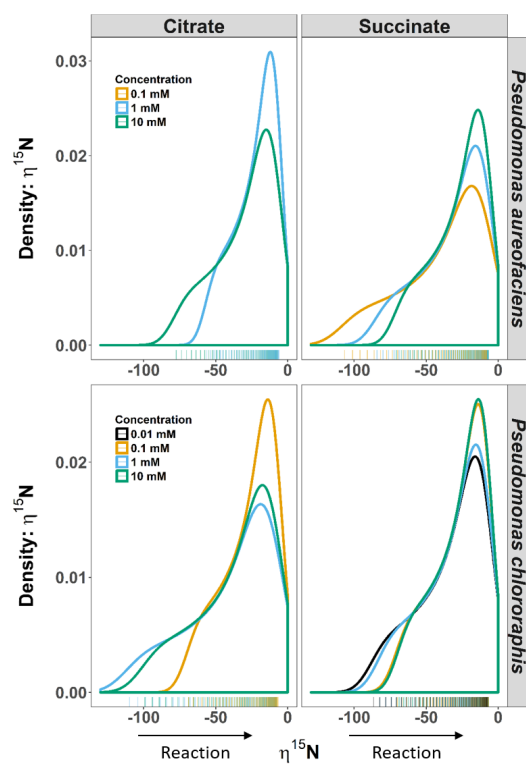 Citrate
Succinate
Density: η¹⁵N
0.03
0.02
0.01
0.00
Concentration
0.1 mM
1 mM
10 mM
-100
-50
0
-100
-50
0
Pseudomonas aureofaciens
Density: η¹⁵N
0.02
0.01
0.00
Concentration
0.01 mM
0.1 mM
1 mM
10 mM
-100
-50
0
-100
-50
0
Pseudomonas chlororaphis
Reaction
η¹⁵N
Reaction